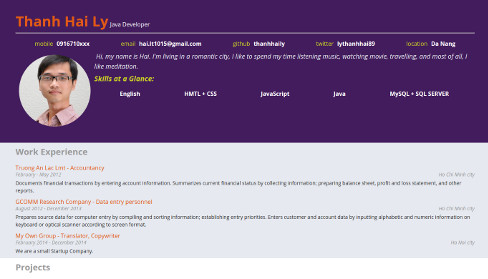 Thanh Hai Ly Java Developer
mobile 0916710xxx email hai.lt1015@gmail.com github thanhhaily twitter lythanhhai89 location Da Nang
Hi, my name is Hai. I'm living in a romantic city. I like to spend my time listening music, watching movie, travelling, and most of all, I
like meditation.
Skills at a Glance:
English HMTL + CSS JavaScript Java MySQL + SQL SERVER
Work Experience
Truong An Lac Lmt - Accountancy
February - May 2012 Ho Chi Minh city
Documents financial transactions by entering account information. Summarizes current financial status by collecting information; preparing balance sheet, profit and loss statement, and other
reports.
GCOMM Research Company - Data entry personnel
August 2012 - December 2013 Ho Chi Minh city
Prepares source data for computer entry by compiling and sorting information; establishing entry priorities. Enters customer and account data by inputting alphabetic and numeric information on
keyboard or optical scanner according to screen format.
My Own Group - Translator, Copywriter
February 2014 - December 2014 Ha Noi city
We are a small Startup Company.
Projects